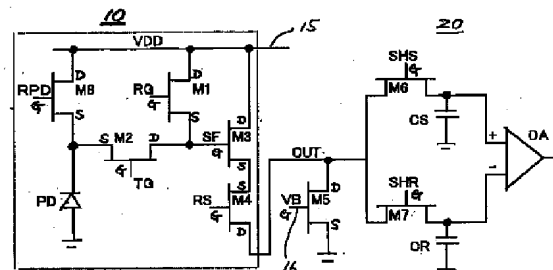 10
15
20
VDD
D
D
D
SHS
RPD
M8
RG
M1
G
G
G
M6
S
S
CS
S
M2
D
SF
M3
G
OA
+
-
G
TG
S
OUT
SHR
G
PD
RS
M4
S
VB
D
M5
M7
G
D
G
S
16
CR